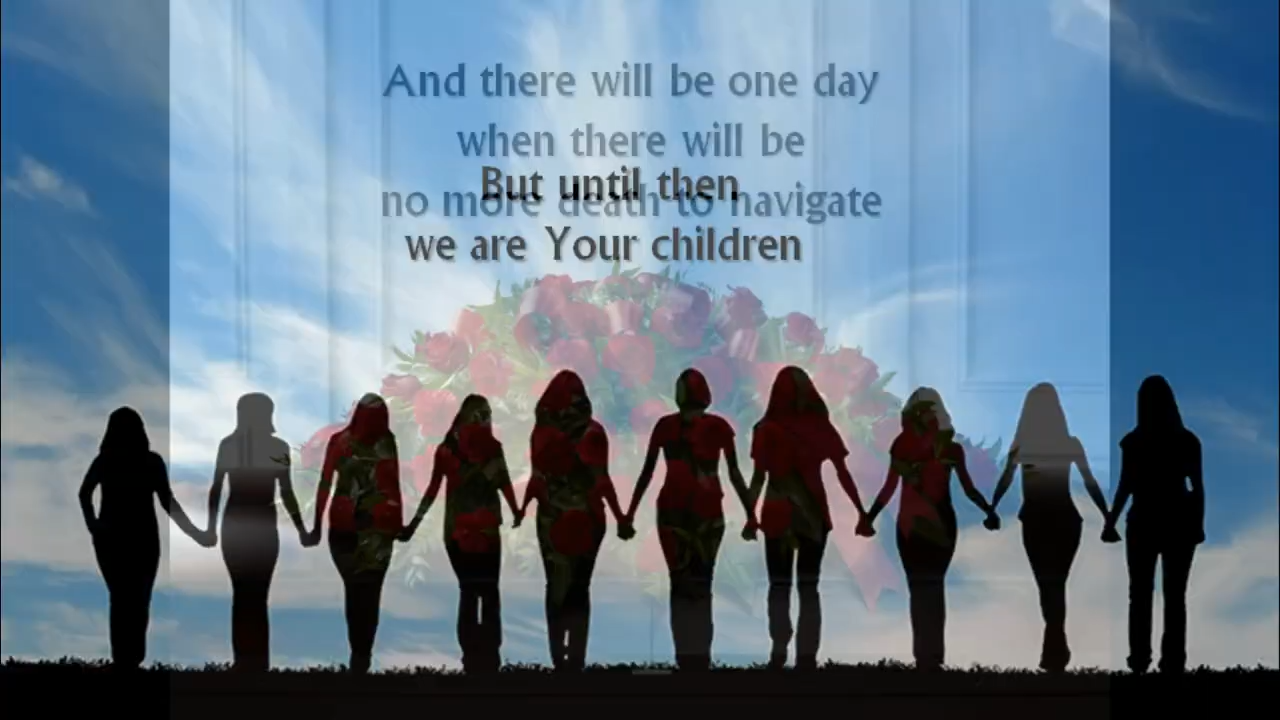 And there will be one day
when there will be
no more death to navigate
But until then
we are Your children